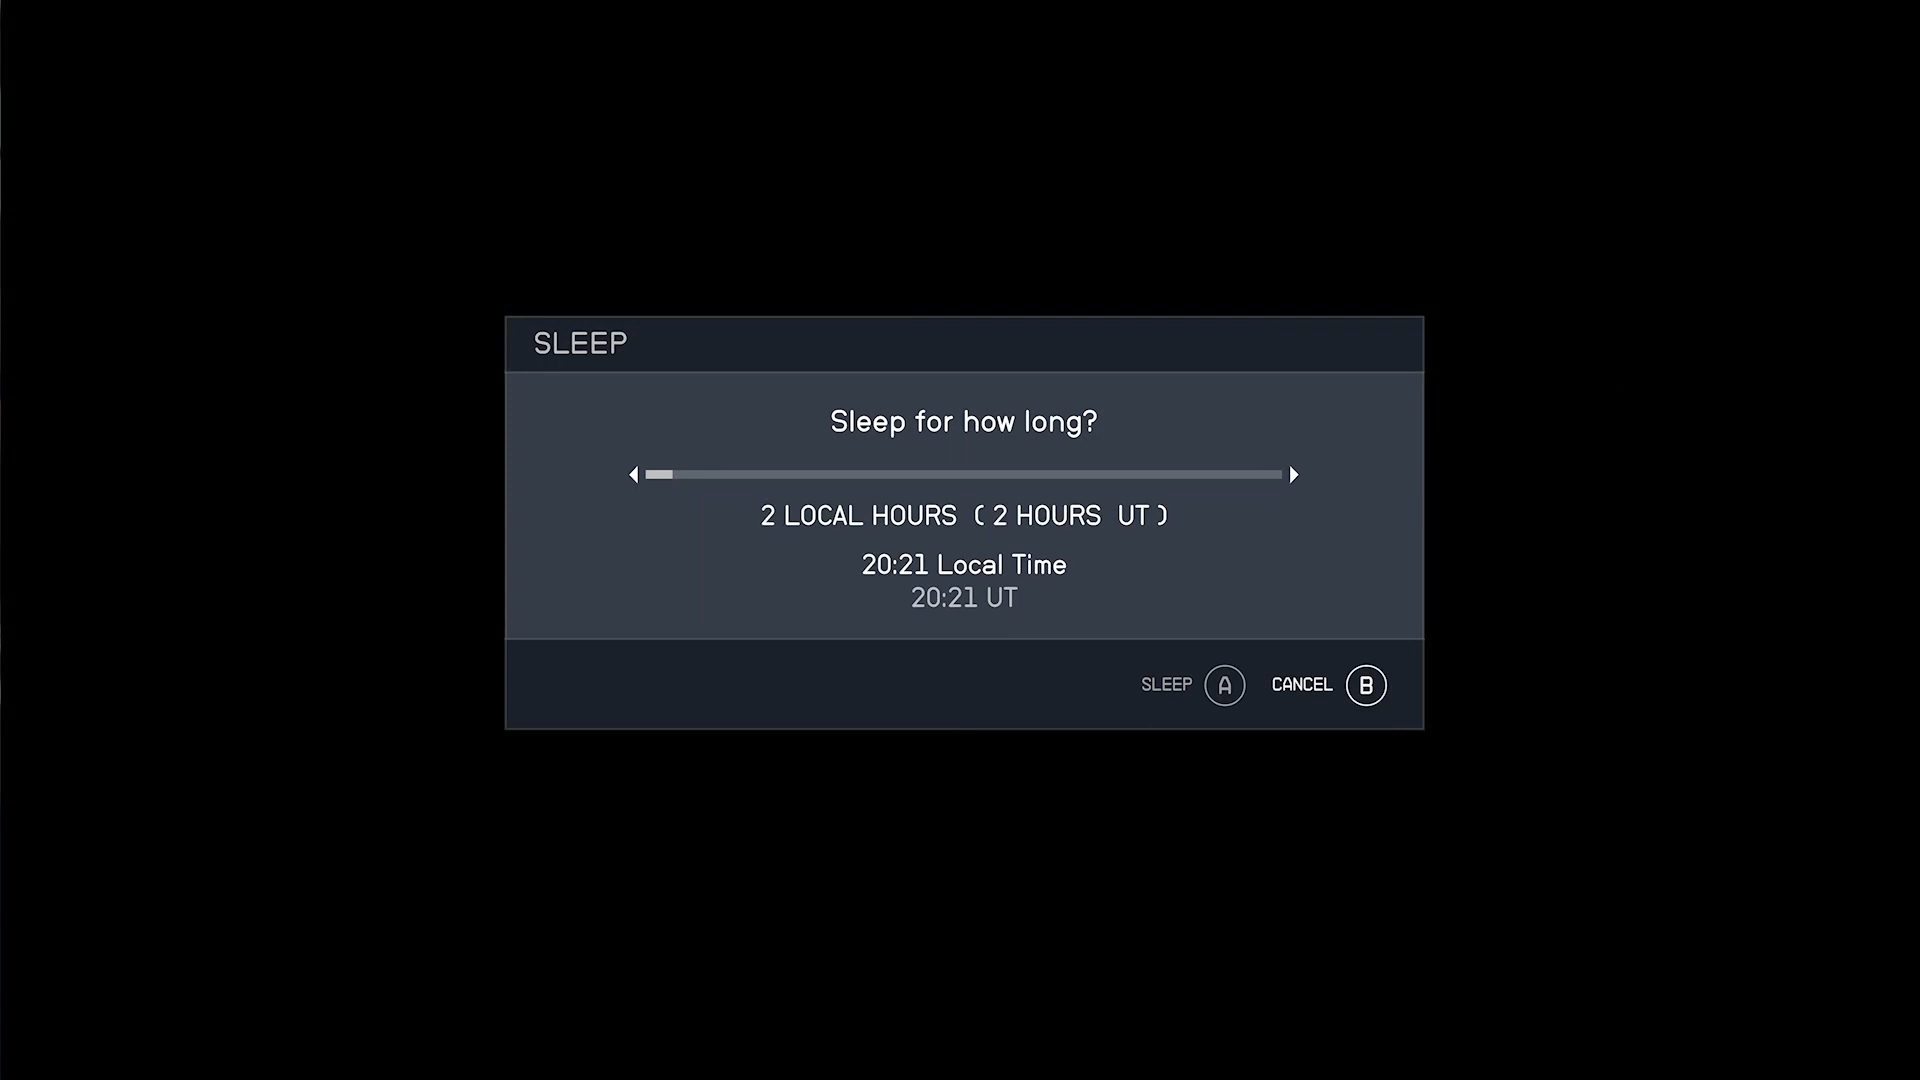 SLEEP
Sleep for how long?
2 LOCAL HOURS ( 2 HOURS UT )
20:21 Local Time
20:21 UT
SLEEP A CANCEL B